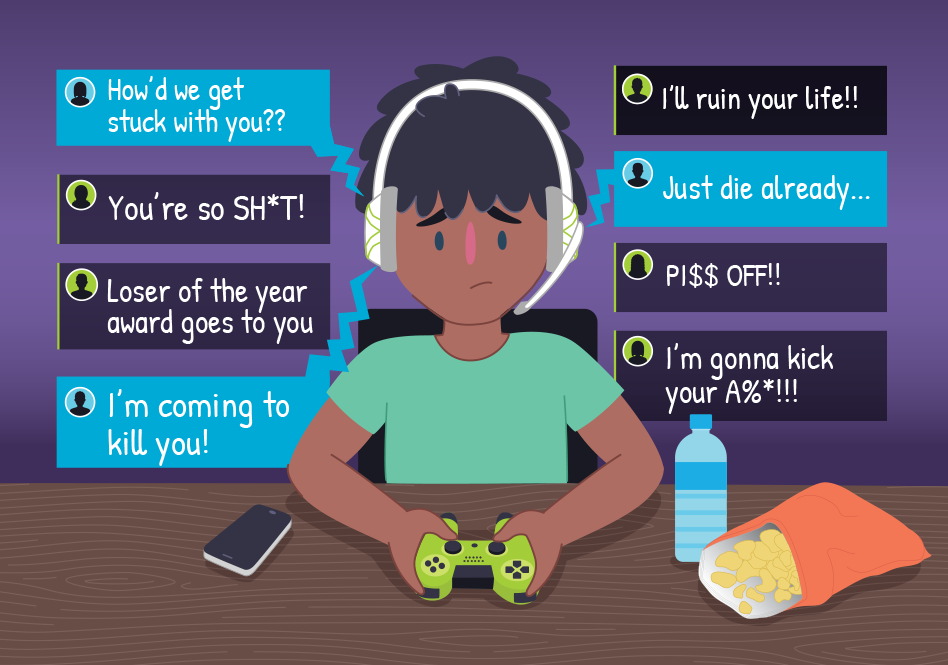 How'd we get
stuck with you??
You're so SH*T!
Loser of the year
award goes to you
I'm coming to
kill you!
I'll ruin your life!!
Just die already...
PI$$ OFF!!
I'm gonna kick
your A%*!!!